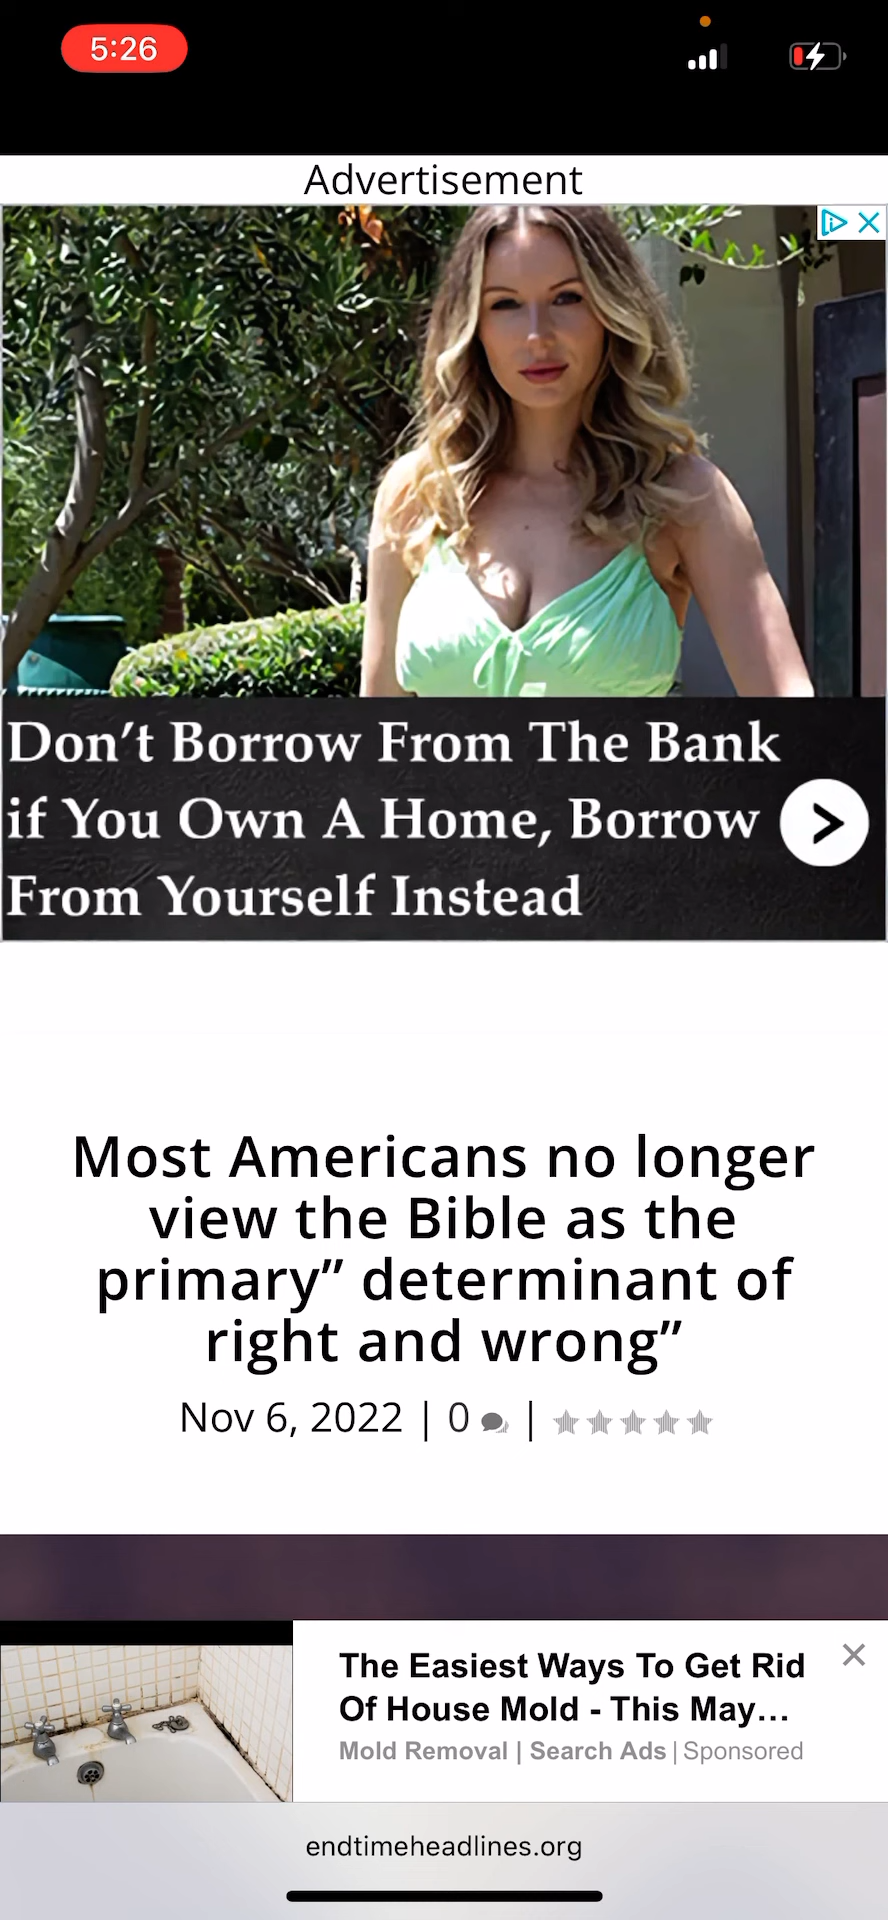 5:26
Advertisement
Don’t Borrow From The Bank
if You Own A Home, Borrow
From Yourself Instead
Most Americans no longer
view the Bible as the
primary” determinant of
right and wrong”
Nov 6, 2022 | 0 |
The Easiest Ways To Get Rid
Of House Mold - This May...
Mold Removal | Search Ads | Sponsored
endtimeheadlines.org